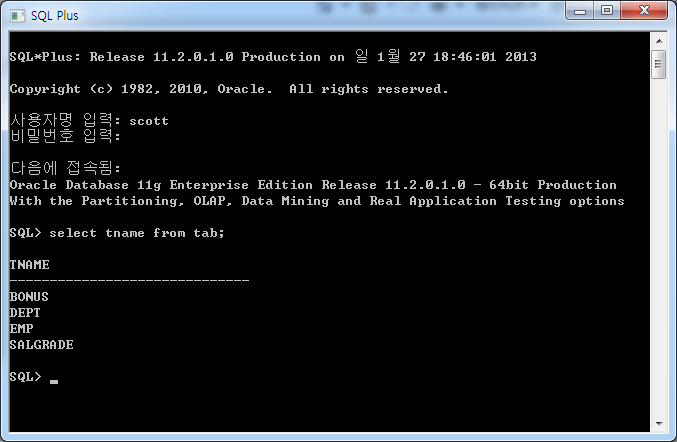 SQL Plus
SQL*Plus: Release 11.2.0.1.0 Production on 일 1월 27 18:46:01 2013
Copyright (c) 1982, 2010, Oracle.  All rights reserved.
사용자명 입력: scott
비밀번호 입력:
다음에 접속됨:
Oracle Database 11g Enterprise Edition Release 11.2.0.1.0 - 64bit Production
With the Partitioning, OLAP, Data Mining and Real Application Testing options
SQL> select tname from tab;
TNAME
------------------------------
BONUS
DEPT
EMP
SALGRADE
SQL> _